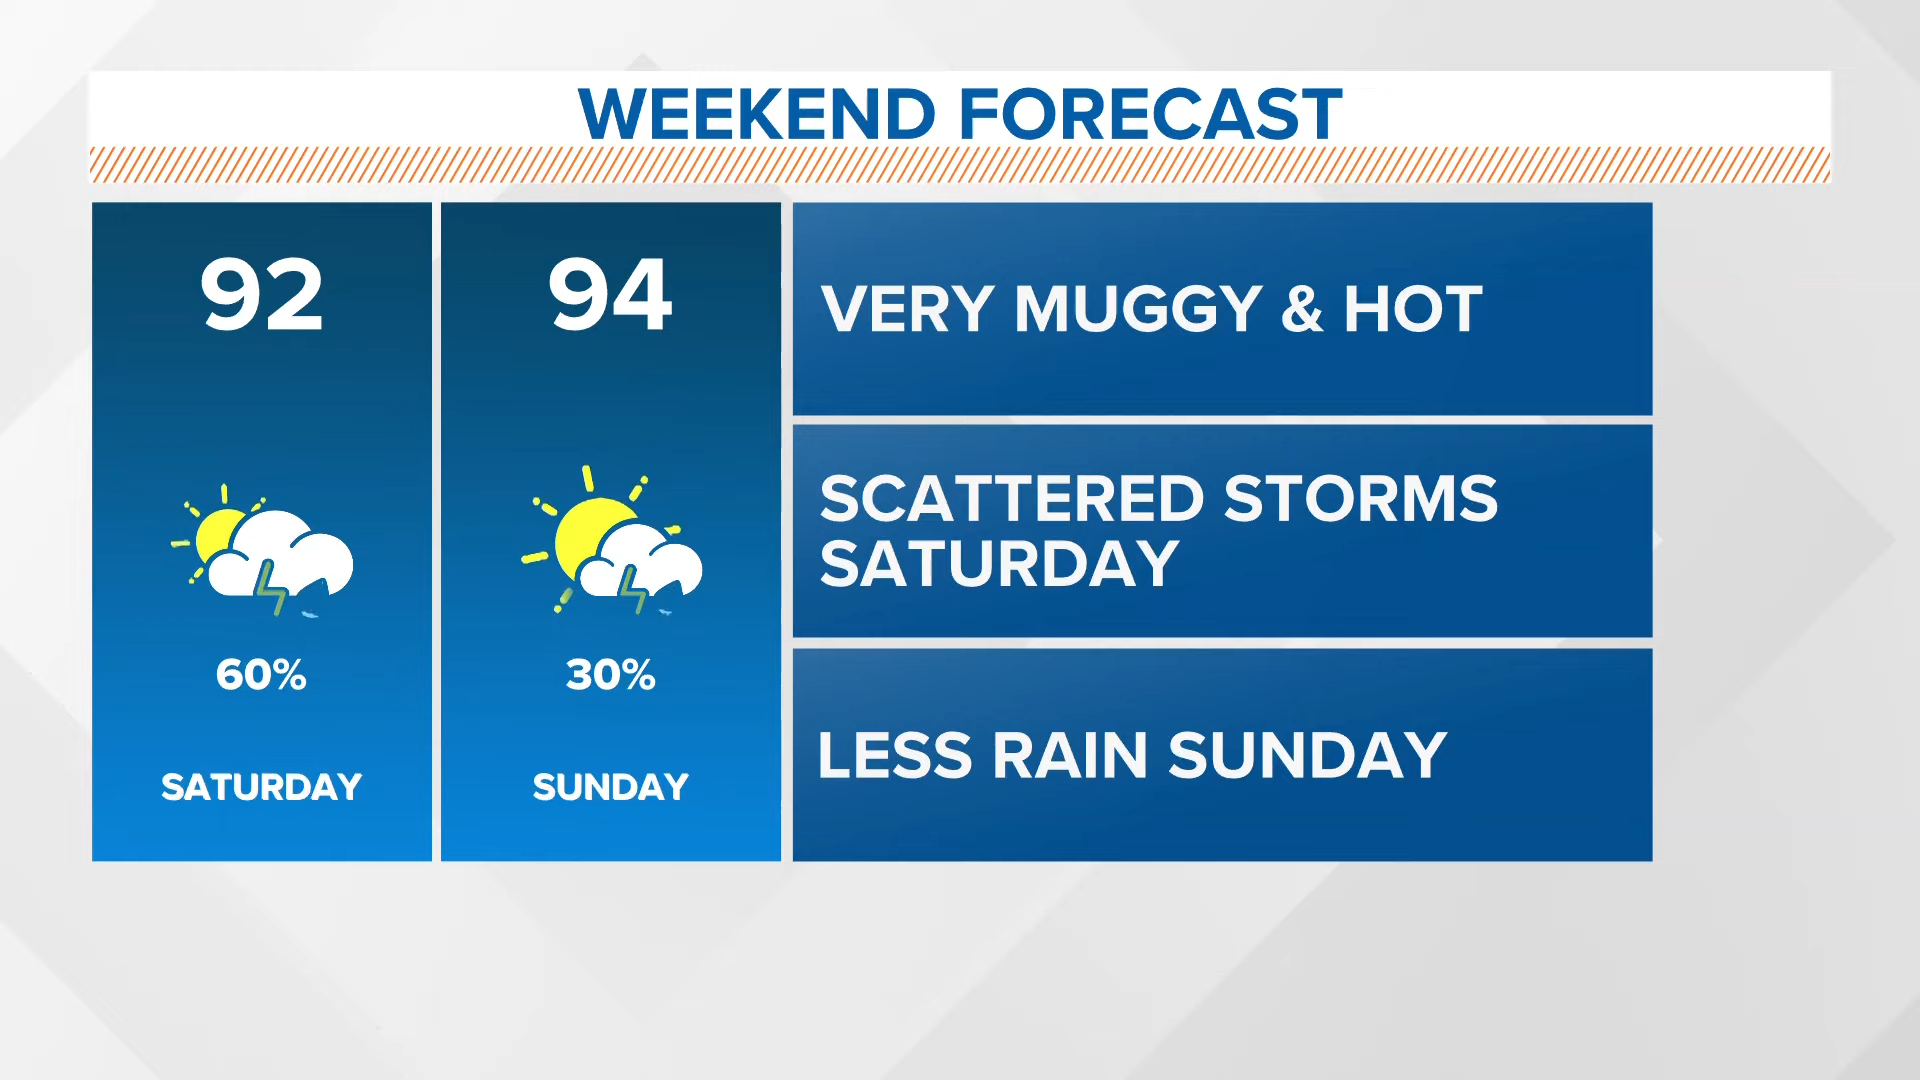 WEEKEND FORECAST
92
60%
SATURDAY
94
30%
SUNDAY
VERY MUGGY & HOT
SCATTERED STORMS
SATURDAY
LESS RAIN SUNDAY